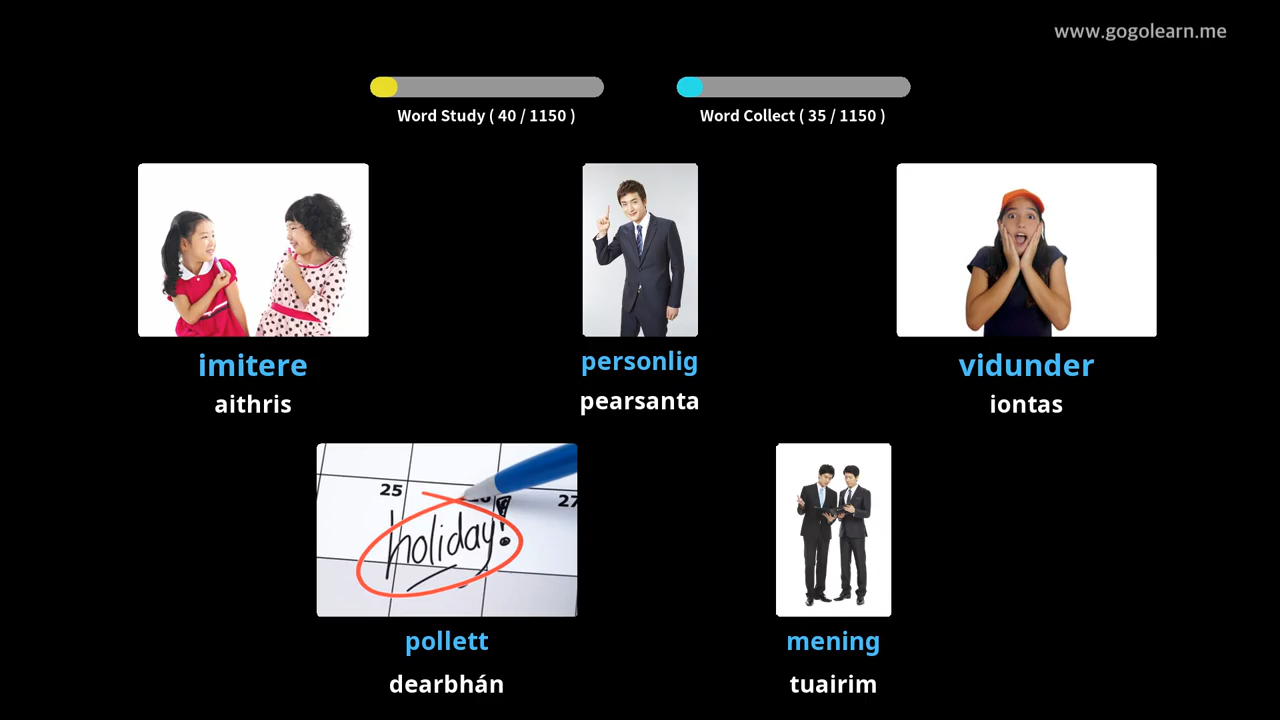 www.gogolearn.me
Word Study ( 40 / 1150 )
Word Collect ( 35 / 1150 )
imitere
aithris
personlig
pearsanta
vidunder
iontas
25
27
holiday!
pollett
dearbhán
mening
tuairim